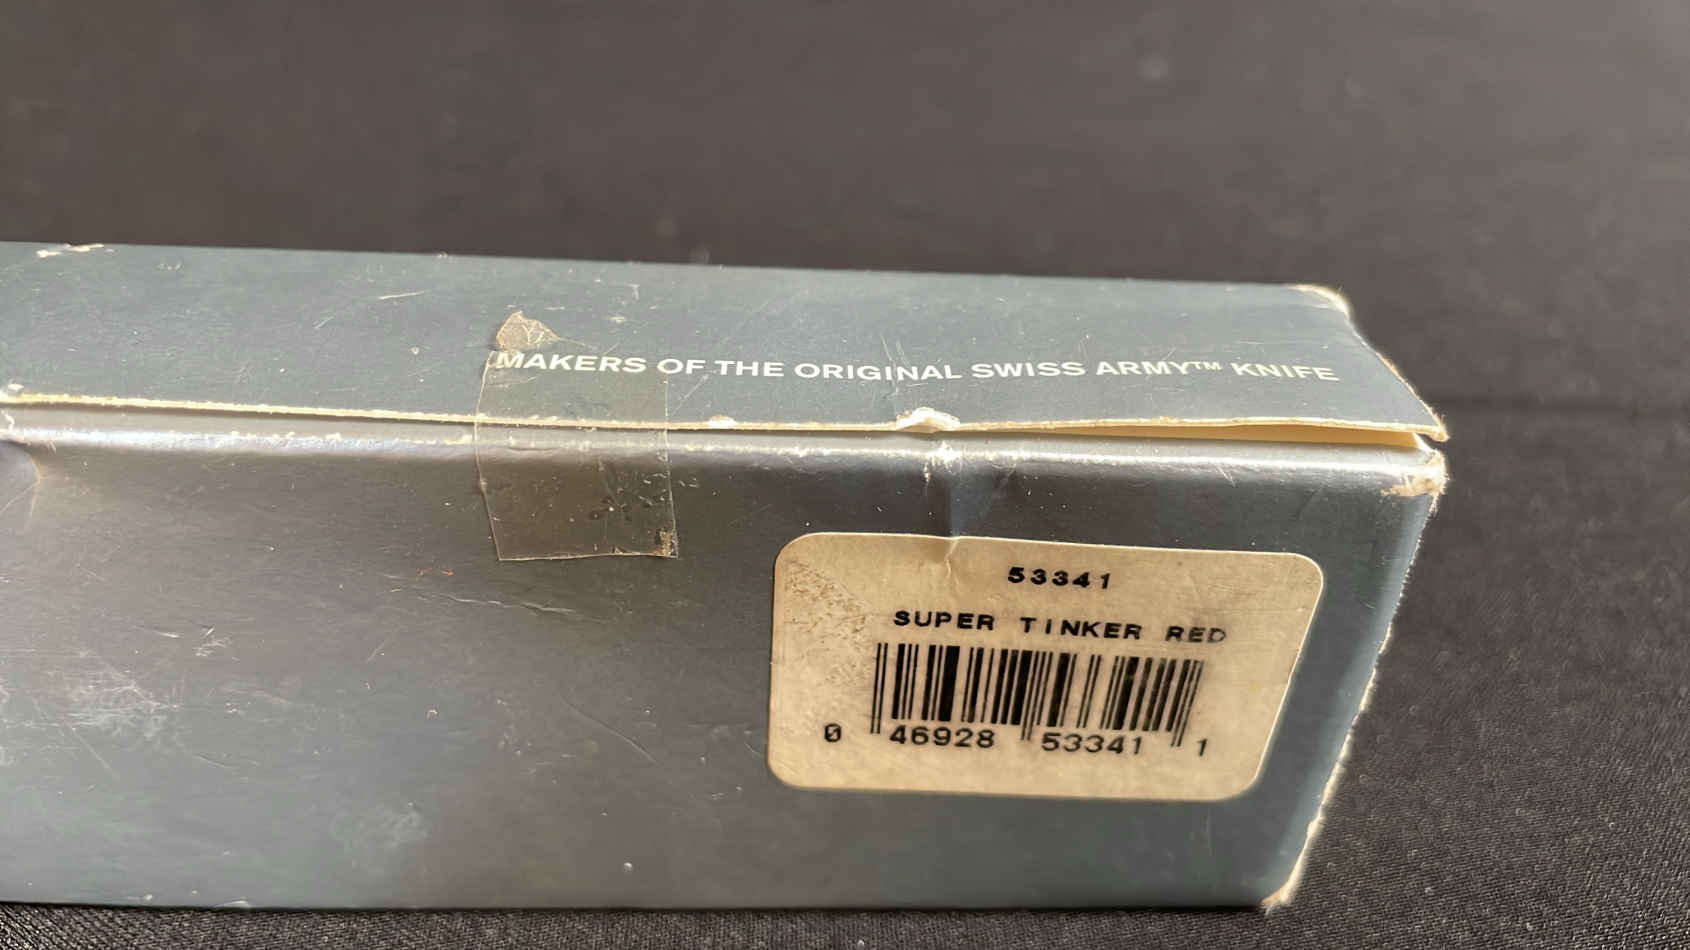 MAKERS OF THE ORIGINAL SWISS ARMY™ KNIFE
53341
SUPER TINKER RED
0 46928 53341 1